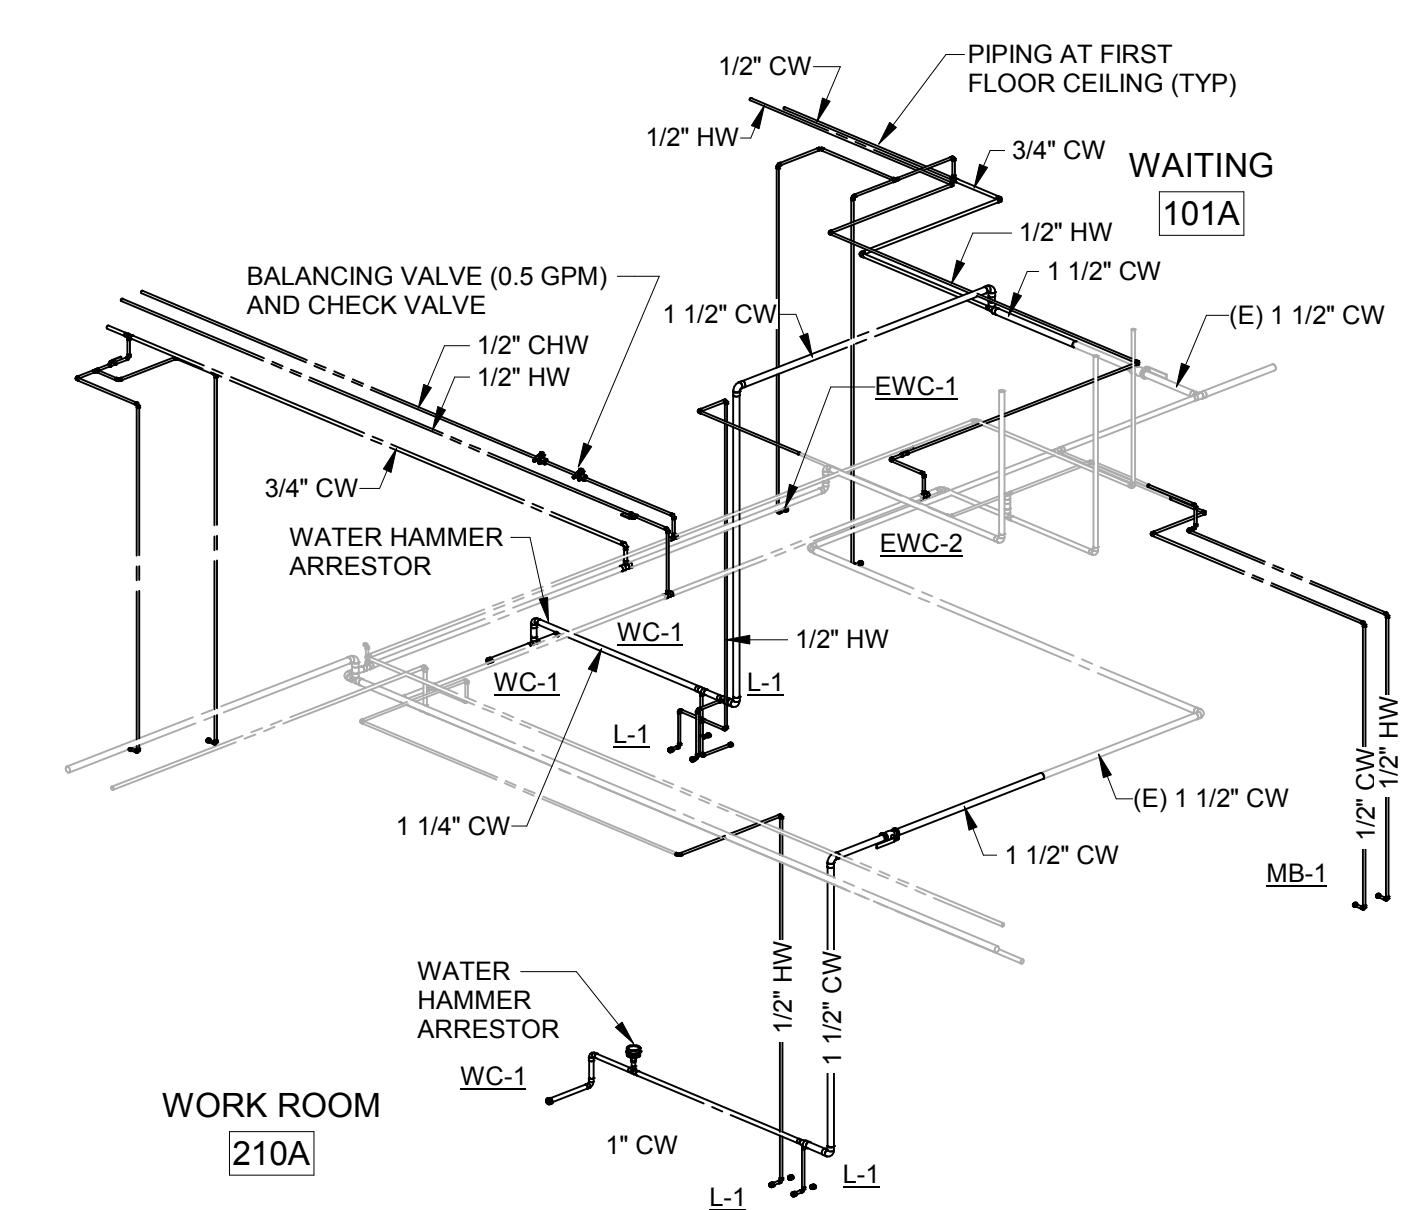 PIPING AT FIRST
FLOOR CEILING (TYP)
1/2" CW
1/2" HW
3/4" CW
WAITING
101A
1/2" HW
1 1/2" CW
BALANCING VALVE (0.5 GPM)
AND CHECK VALVE
1 1/2" CW
(E) 1 1/2" CW
1/2" CHW
1/2" HW
EWC-1
3/4" CW
WATER HAMMER
ARRESTOR
EWC-2
WC-1
1/2" HW
WC-1
L-1
L-1
1/2" CW
1/2" HW
(E) 1 1/2" CW
1 1/4" CW
1 1/2" CW
MB-1
WATER
HAMMER
ARRESTOR
1/2" HW
1 1/2" CW
WC-1
WORK ROOM
210A
1" CW
L-1
L-1